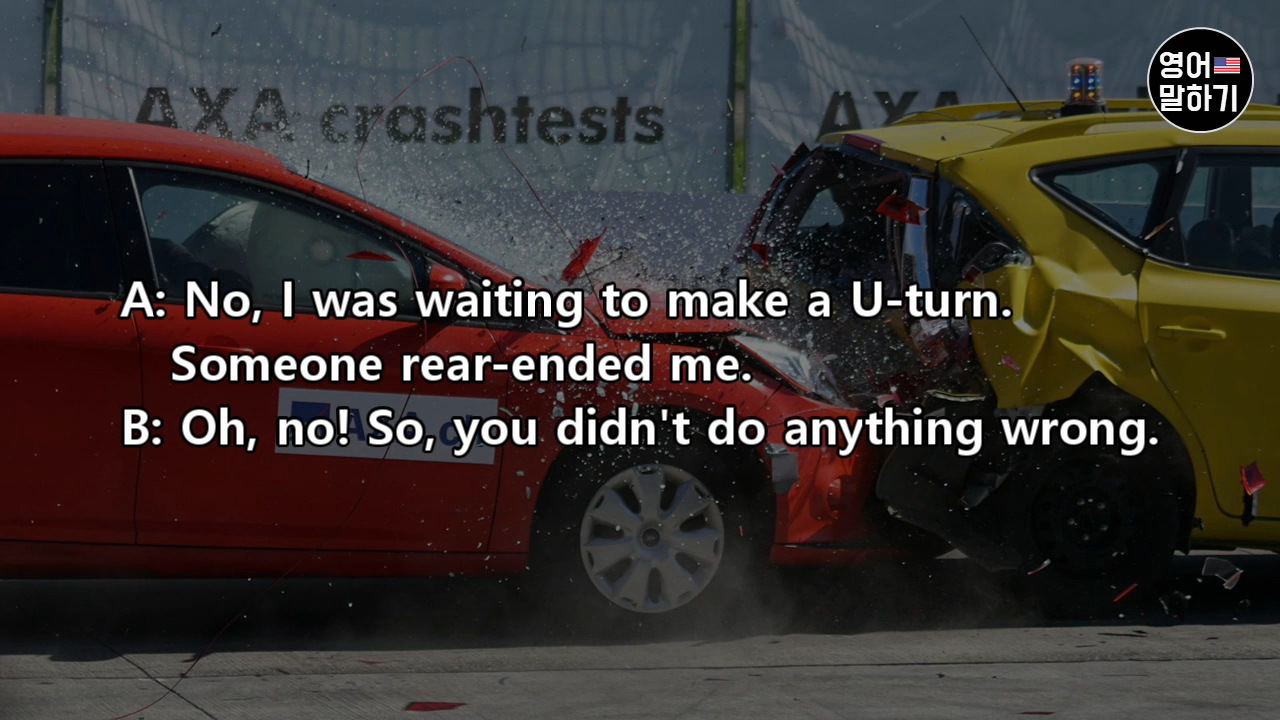 AXA crashtests
AXA
영어
말하기
A: No, I was waiting to make a U-turn.
Someone rear-ended me.
B: Oh, no! So, you didn't do anything wrong.